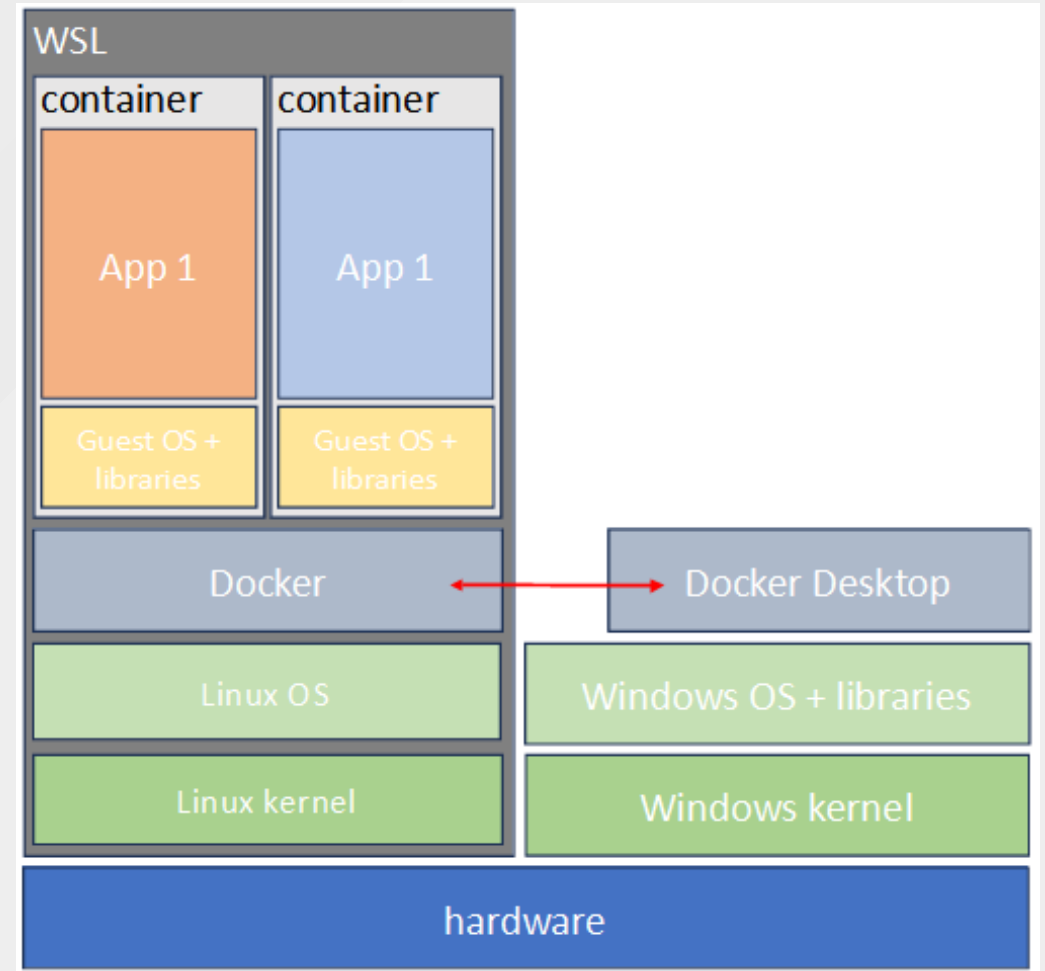 WSL
container
container
App 1
App 1
Guest OS +
libraries
Guest OS +
libraries
Docker
Docker Desktop
Linux OS
Windows OS + libraries
Linux kernel
Windows kernel
hardware